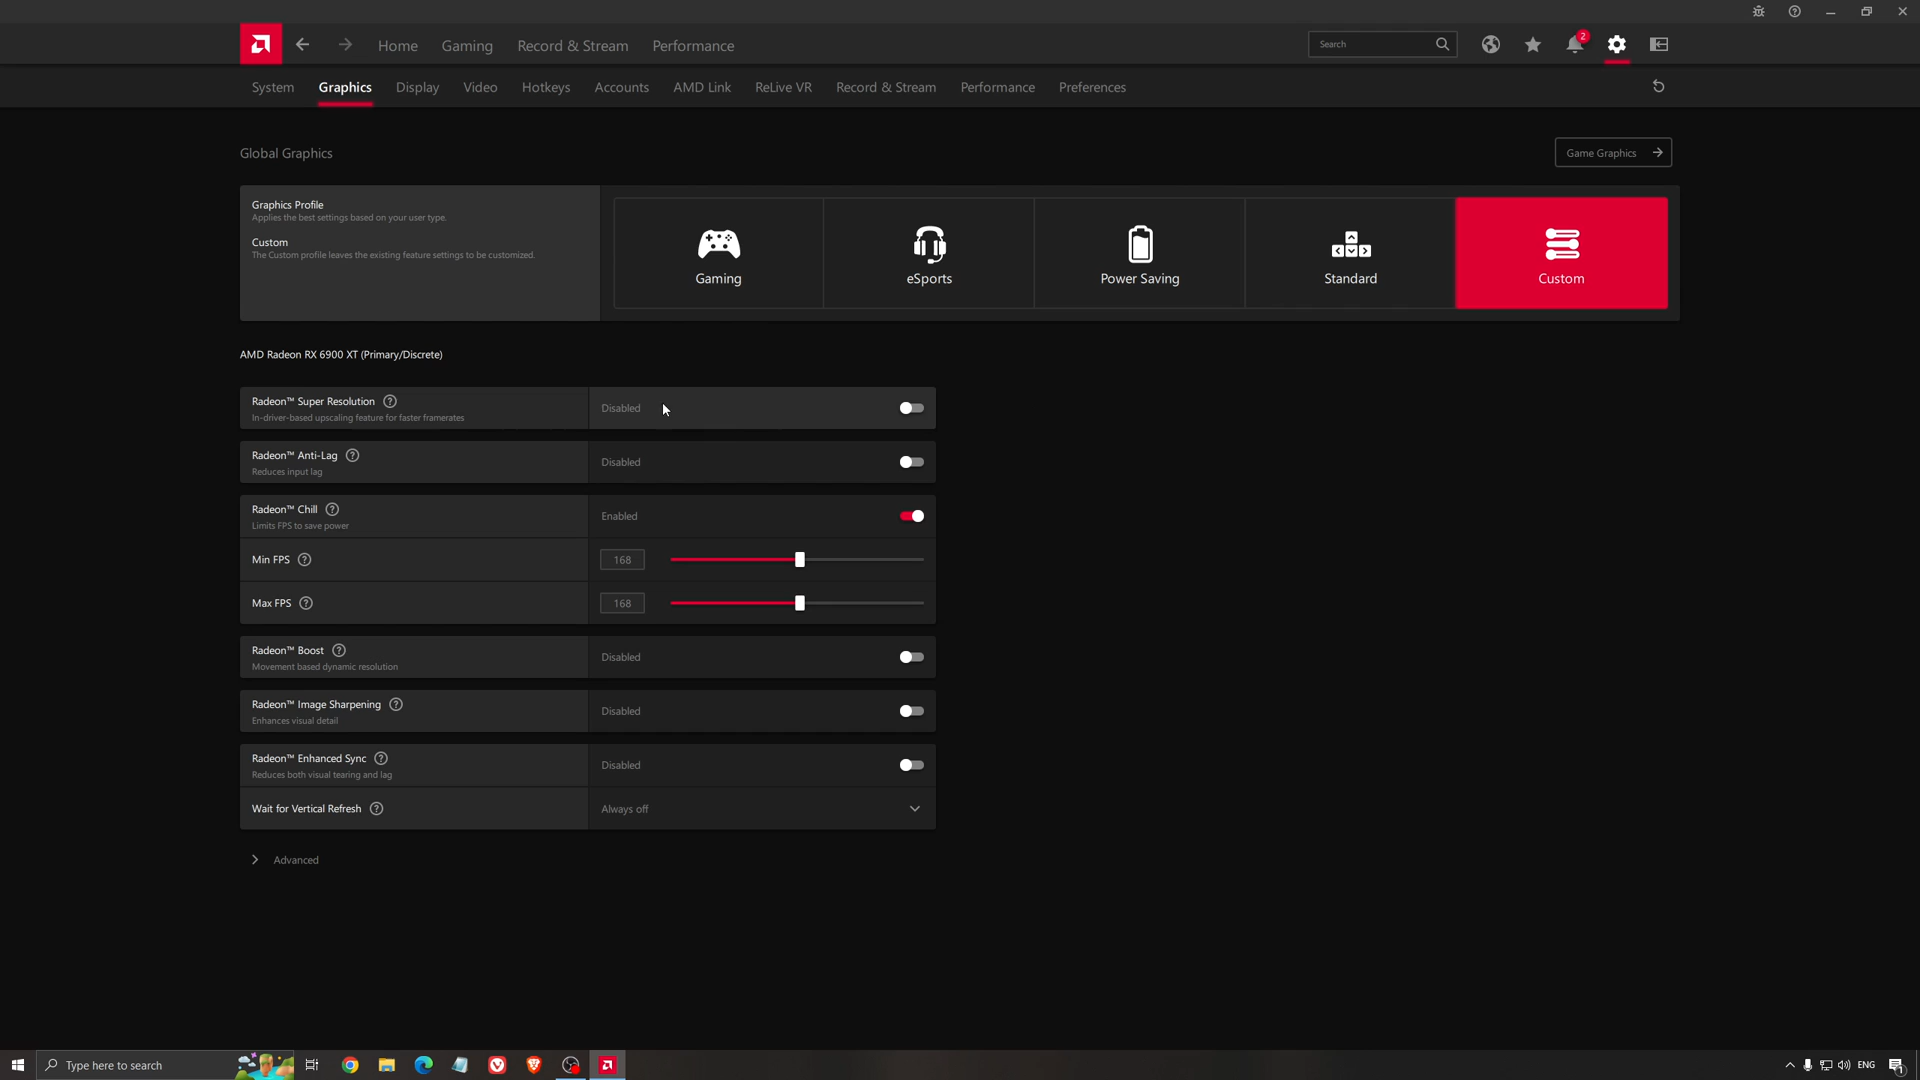 Home
Gaming
Record & Stream
Performance
Search
2
System
Graphics
Display
Video
Hotkeys
Accounts
AMD Link
ReLive VR
Record & Stream
Performance
Preferences
Global Graphics
Game Graphics
Graphics Profile
Applies the best settings based on your user type.
Custom
The Custom profile leaves the existing feature settings to be customized.
Gaming
eSports
Power Saving
Standard
Custom
AMD Radeon RX 6900 XT (Primary/Discrete)
Radeon™ Super Resolution
In-driver-based upscaling feature for faster framerates
Disabled
Radeon™ Anti-Lag
Reduces input lag
Disabled
Radeon™ Chill
Limits FPS to save power
Enabled
Min FPS
168
Max FPS
168
Radeon™ Boost
Movement based dynamic resolution
Disabled
Radeon™ Image Sharpening
Enhances visual detail
Disabled
Radeon™ Enhanced Sync
Reduces both visual tearing and lag
Disabled
Wait for Vertical Refresh
Always off
Advanced
Type here to search
ENG
1